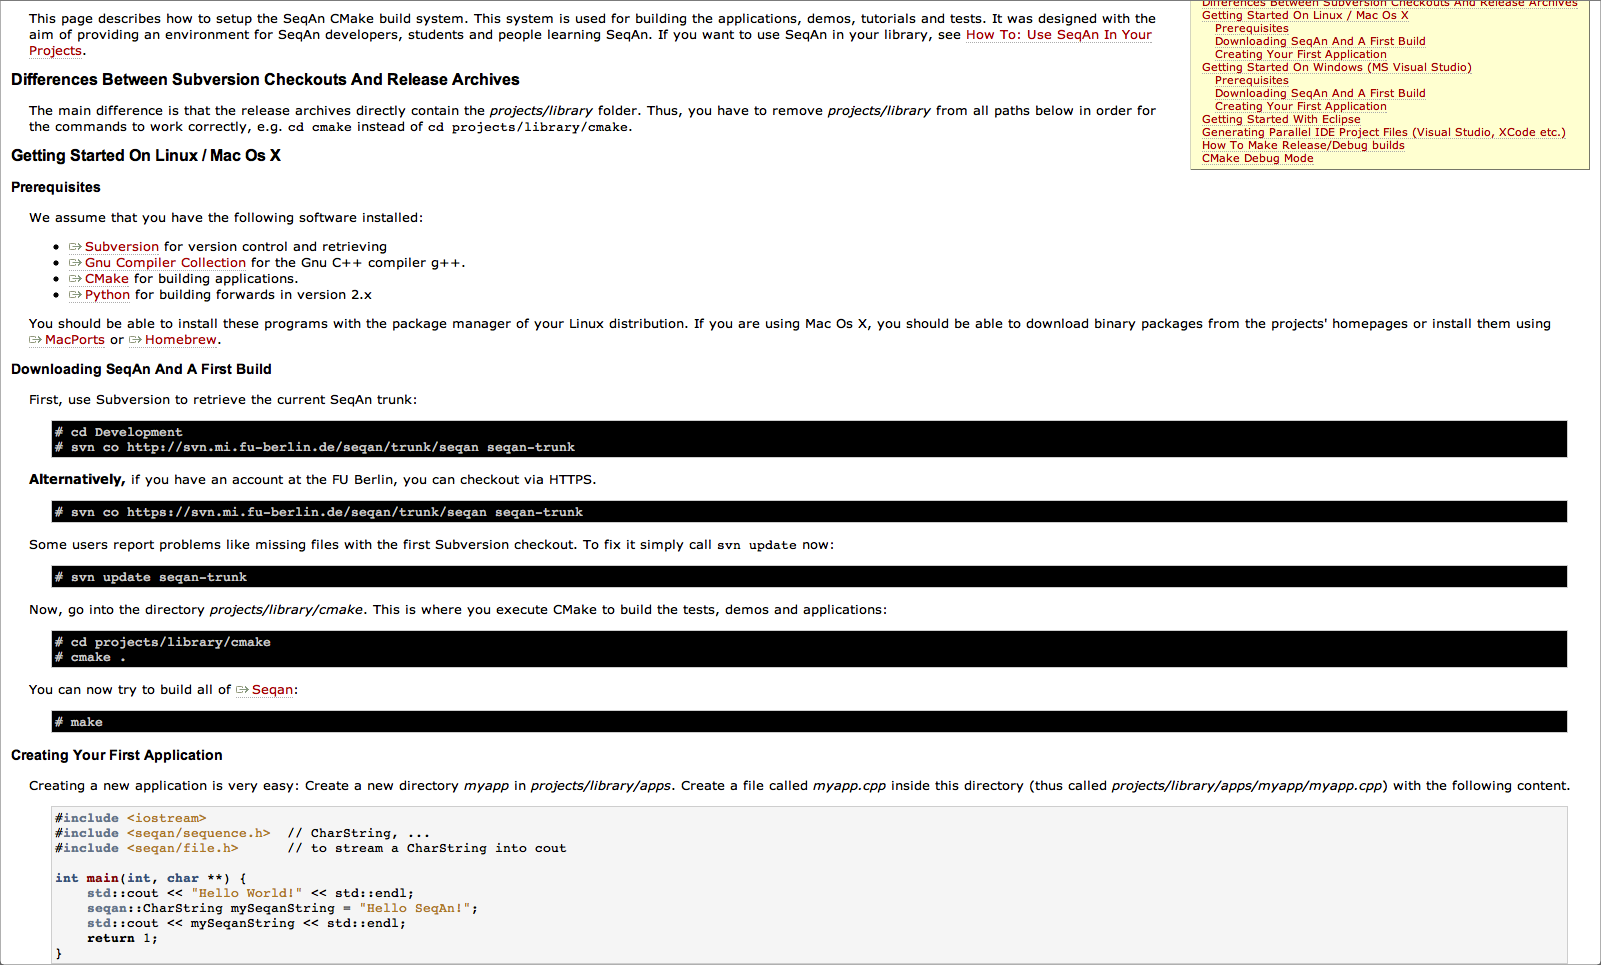 This page describes how to setup the SeqAn CMake build system. This system is used for building the applications, demos, tutorials and tests. It was designed with the
aim of providing an environment for SeqAn developers, students and people learning SeqAn. If you want to use SeqAn in your library, see How To: Use SeqAn In Your
Projects.
Differences Between Subversion Checkouts And Release Archives
Getting Started On Linux / Mac Os X
Prerequisites
Downloading SeqAn And A First Build
Creating Your First Application
Getting Started On Windows (MS Visual Studio)
Prerequisites
Downloading SeqAn And A First Build
Creating Your First Application
Getting Started With Eclipse
Generating Parallel IDE Project Files (Visual Studio, XCode etc.)
How To Make Release/Debug builds
CMake Debug Mode
Differences Between Subversion Checkouts And Release Archives
The main difference is that the release archives directly contain the projects/library folder. Thus, you have to remove projects/library from all paths below in order for
the commands to work correctly, e.g. cd cmake instead of cd projects/library/cmake.
Getting Started On Linux / Mac Os X
Prerequisites
We assume that you have the following software installed:
Subversion for version control and retrieving
Gnu Compiler Collection for the Gnu C++ compiler g++.
CMake for building applications.
Python for building forwards in version 2.x
You should be able to install these programs with the package manager of your Linux distribution. If you are using Mac Os X, you should be able to download binary packages from the projects' homepages or install them using
MacPorts or Homebrew.
Downloading SeqAn And A First Build
First, use Subversion to retrieve the current SeqAn trunk:
# cd Development
# svn co http://svn.mi.fu-berlin.de/seqan/trunk/seqan seqan-trunk
Alternatively, if you have an account at the FU Berlin, you can checkout via HTTPS.
# svn co https://svn.mi.fu-berlin.de/seqan/trunk/seqan seqan-trunk
Some users report problems like missing files with the first Subversion checkout. To fix it simply call svn update now:
# svn update seqan-trunk
Now, go into the directory projects/library/cmake. This is where you execute CMake to build the tests, demos and applications:
# cd projects/library/cmake
# cmake .
You can now try to build all of Seqan:
# make
Creating Your First Application
Creating a new application is very easy: Create a new directory myapp in projects/library/apps. Create a file called myapp.cpp inside this directory (thus called projects/library/apps/myapp/myapp.cpp) with the following content.
#include <iostream>
#include <seqan/sequence.h>  // CharString, ...
#include <seqan/file.h>      // to stream a CharString into cout
int main(int, char **) {
    std::cout << "Hello World!" << std::endl;
    seqan::CharString mySeqanString = "Hello SeqAn!";
    std::cout << mySeqanString << std::endl;
    return 1;
}